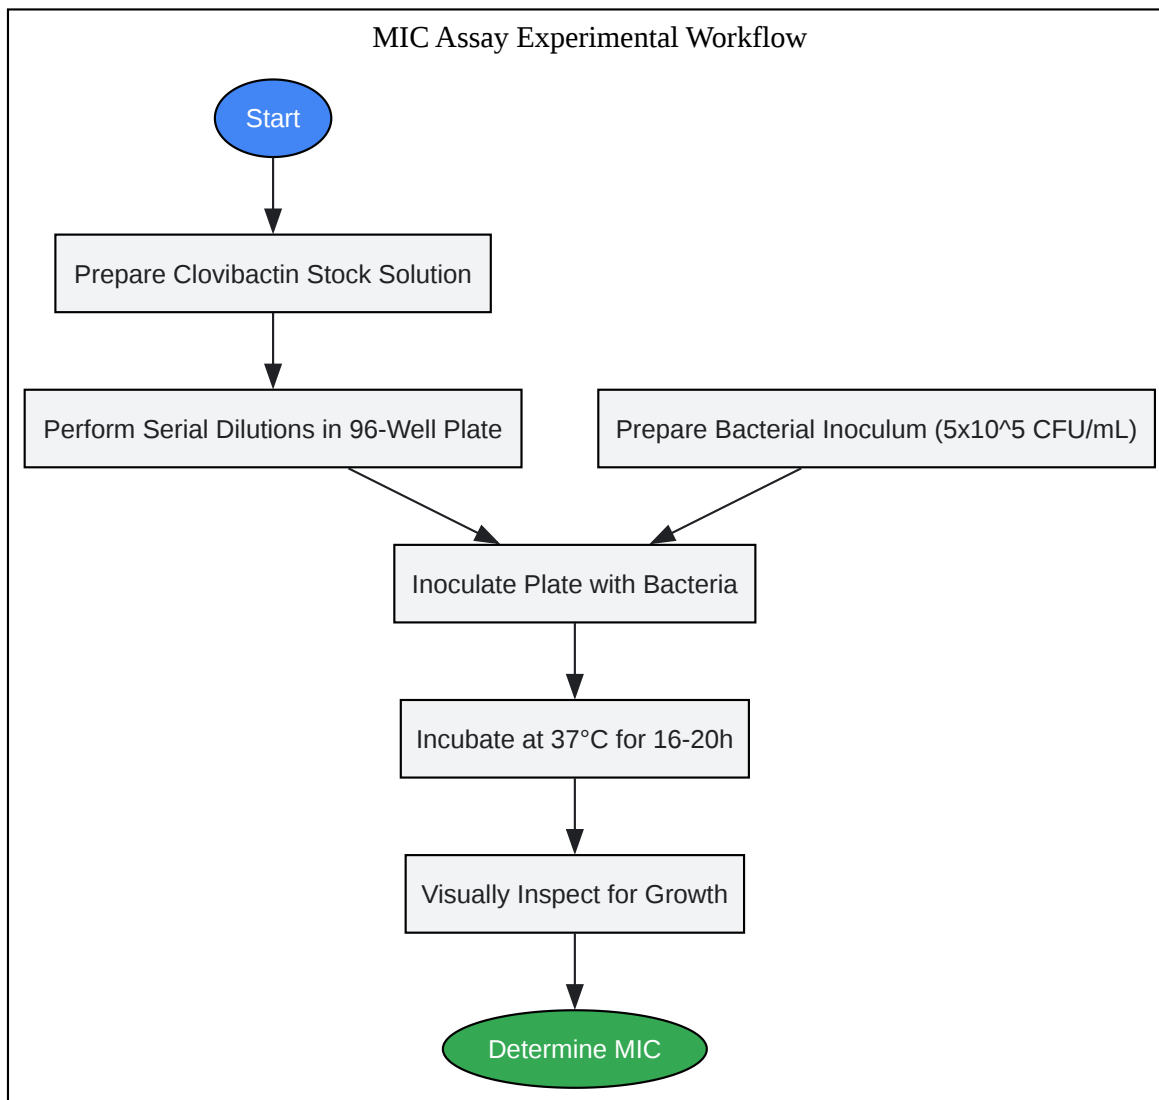 MIC Assay Experimental Workflow
Start
Prepare Clovibactin Stock Solution
Perform Serial Dilutions in 96-Well Plate
Prepare Bacterial Inoculum (5x10^5 CFU/mL)
Inoculate Plate with Bacteria
Incubate at 37°C for 16-20h
Visually Inspect for Growth
Determine MIC